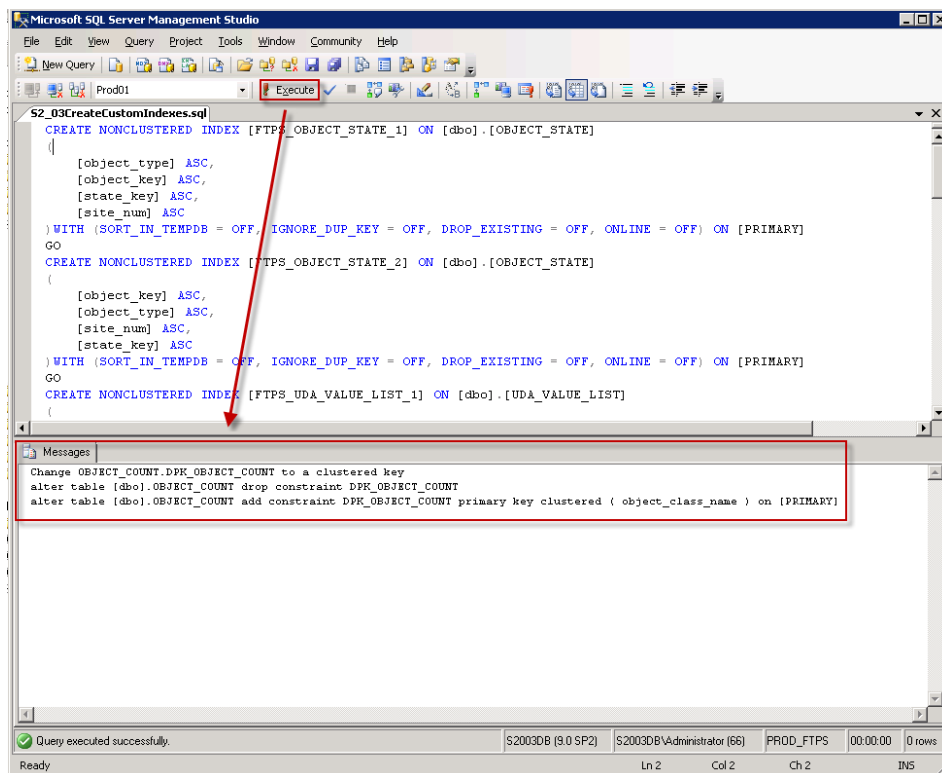 Microsoft SQL Server Management Studio
File Edit View Query Project Tools Window Community Help
New Query
Prod01 Execute
S2_03CreateCustomIndexes.sql
CREATE NONCLUSTERED INDEX [FTPS_OBJECT_STATE_1] ON [dbo].[OBJECT_STATE]
(
[object_type] ASC,
[object_key] ASC,
[state_key] ASC,
[site_num] ASC
)WITH (SORT_IN_TEMPDB = OFF, IGNORE_DUP_KEY = OFF, DROP_EXISTING = OFF, ONLINE = OFF) ON [PRIMARY]
GO
CREATE NONCLUSTERED INDEX [FTPS_OBJECT_STATE_2] ON [dbo].[OBJECT_STATE]
(
[object_key] ASC,
[object_type] ASC,
[site_num] ASC,
[state_key] ASC
)WITH (SORT_IN_TEMPDB = OFF, IGNORE_DUP_KEY = OFF, DROP_EXISTING = OFF, ONLINE = OFF) ON [PRIMARY]
GO
CREATE NONCLUSTERED INDEX [FTPS_UDA_VALUE_LIST_1] ON [dbo].[UDA_VALUE_LIST]
(
Messages
Change OBJECT_COUNT.DPK_OBJECT_COUNT to a clustered key
alter table [dbo].OBJECT_COUNT drop constraint DPK_OBJECT_COUNT
alter table [dbo].OBJECT_COUNT add constraint DPK_OBJECT_COUNT primary key clustered ( object_class_name ) on [PRIMARY]
Query executed successfully. S2003DB (9.0 SP2) S2003DB\Administrator (66) PROD_FTPS 00:00:00 0 rows
Ready Ln 2 Col 2 Ch 2 INS